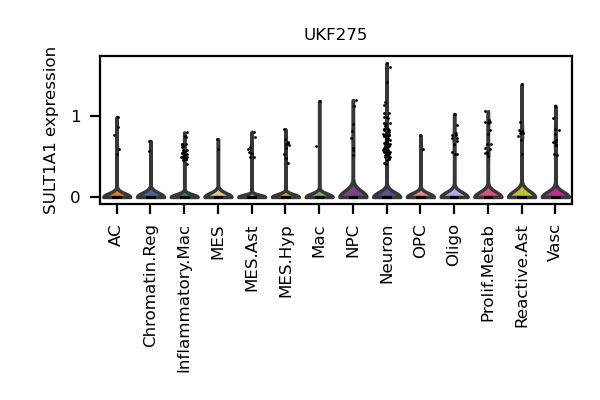 UKF275
SULT1A1 expression
1
0
AC
Chromatin.Reg
Inflammatory.Mac
MES
MES.Ast
MES.Hyp
Mac
NPC
Neuron
OPC
Oligo
Prolif.Metab
Reactive.Ast
Vasc